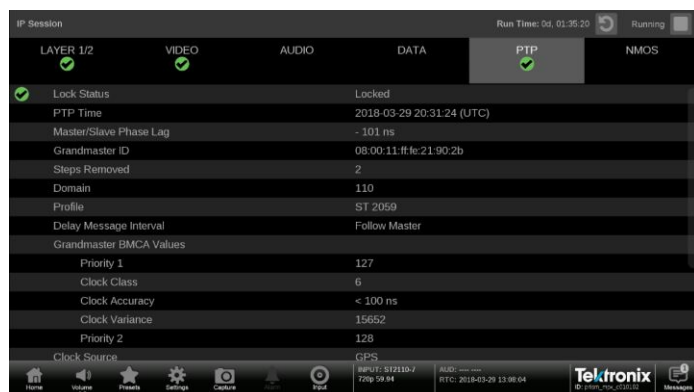 IP Session Run Time: 0d, 01:35:20 Running
LAYER 1/2 VIDEO AUDIO DATA PTP NMOS
Lock Status Locked
PTP Time 2018-03-29 20:31:24 (UTC)
Master/Slave Phase Lag - 101 ns
Grandmaster ID 08:00:11:ff:fe:21:90:2b
Steps Removed 2
Domain 110
Profile ST 2059
Delay Message Interval Follow Master
Grandmaster BMCA Values
Priority 1 127
Clock Class 6
Clock Accuracy < 100 ns
Clock Variance 15652
Priority 2 128
Clock Source GPS
Home Volume Presets Settings Capture Alarm Input
INPUT: ST2110-7 AUD: ---- ----
720p 59.94 RTC: 2018-03-29 13:08:04
Tektronix
Messages